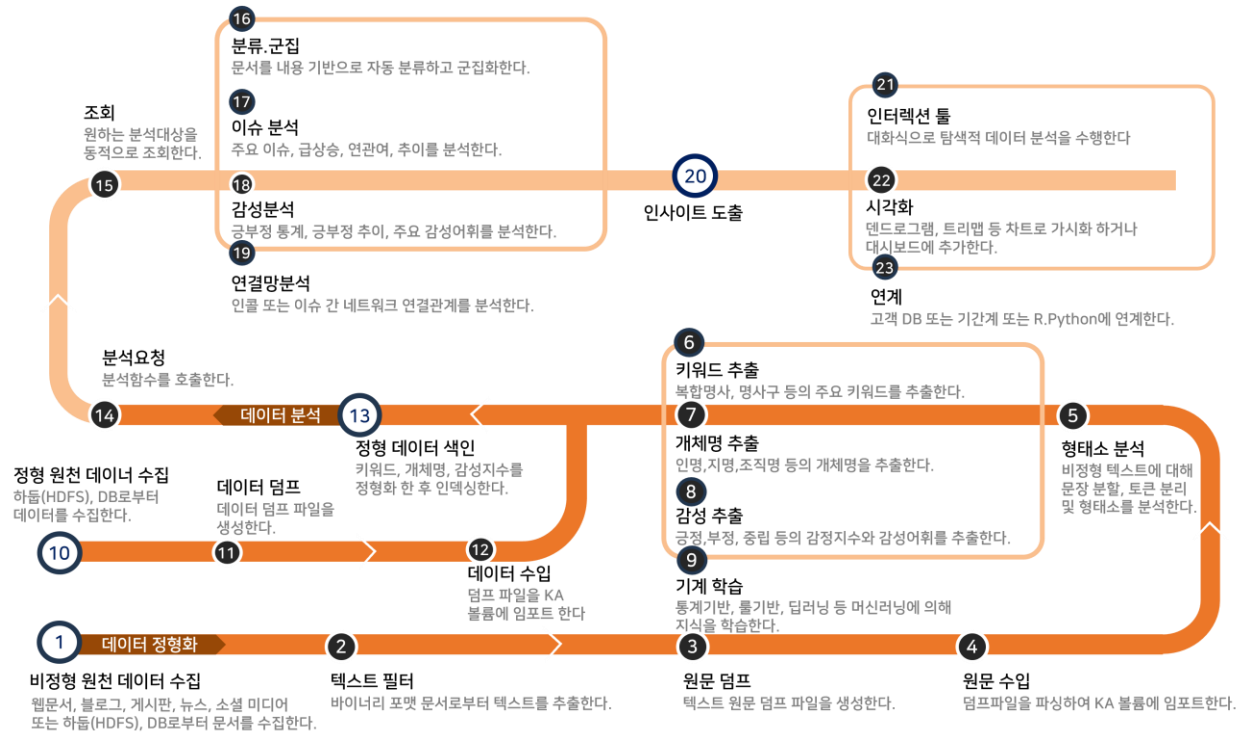 16
분류.군집
문서를 내용 기반으로 자동 분류하고 군집화한다.
17
이슈 분석
주요 이슈, 급상승, 연관여, 추이를 분석한다.
조회
원하는 분석대상을
동적으로 조회한다.
15
18
감성분석
긍부정 통계, 긍부정 추이, 주요 감성어휘를 분석한다.
19
연결망분석
인콜 또는 이슈 간 네트워크 연결관계를 분석한다.
20
인사이트 도출
21
인터렉션 툴
대화식으로 탐색적 데이터 분석을 수행한다
22
시각화
덴드로그램, 트리맵 등 차트로 가시화 하거나
대시보드에 추가한다.
23
연계
고객 DB 또는 기간계 또는 R.Python에 연계한다.
분석요청
분석함수를 호출한다.
14
데이터 분석
13
정형 데이터 색인
키워드, 개체명, 감성지수를
정형화 한 후 인덱싱한다.
6
키워드 추출
복합명사, 명사구 등의 주요 키워드를 추출한다.
7
개체명 추출
인명,지명,조직명 등의 개체명을 추출한다.
8
감성 추출
긍정,부정, 중립 등의 감정지수와 감성어휘를 추출한다.
9
기계 학습
통계기반, 룰기반, 딥러닝 등 머신러닝에 의해
지식을 학습한다.
5
형태소 분석
비정형 텍스트에 대해
문장 분할, 토큰 분리
및 형태소를 분석한다.
정형 원천 데이너 수집
하둡(HDFS), DB로부터
데이터를 수집한다.
10
데이터 덤프
데이터 덤프 파일을
생성한다.
11
12
데이터 수입
덤프 파일을 KA
볼륨에 임포트 한다
1
데이터 정형화
비정형 원천 데이터 수집
웹문서, 블로그, 게시판, 뉴스, 소셜 미디어
또는 하둡(HDFS), DB로부터 문서를 수집한다.
2
텍스트 필터
바이너리 포맷 문서로부터 텍스트를 추출한다.
3
원문 덤프
텍스트 원문 덤프 파일을 생성한다.
4
원문 수입
덤프파일을 파싱하여 KA 볼륨에 임포트한다.